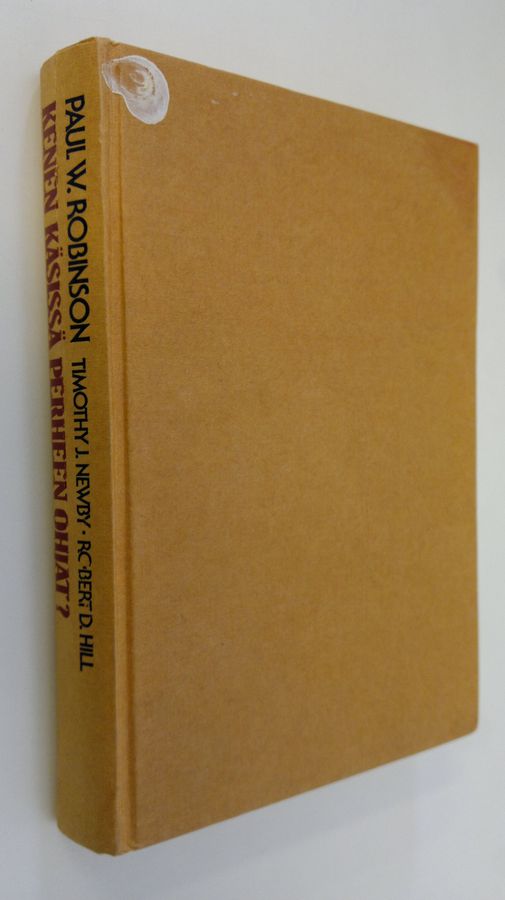 PAUL W. ROBINSON TIMOTHY J. NEWBY · ROBERT D. HILL
KENEN KÄSISSÄ PERHEEN OHJAT?